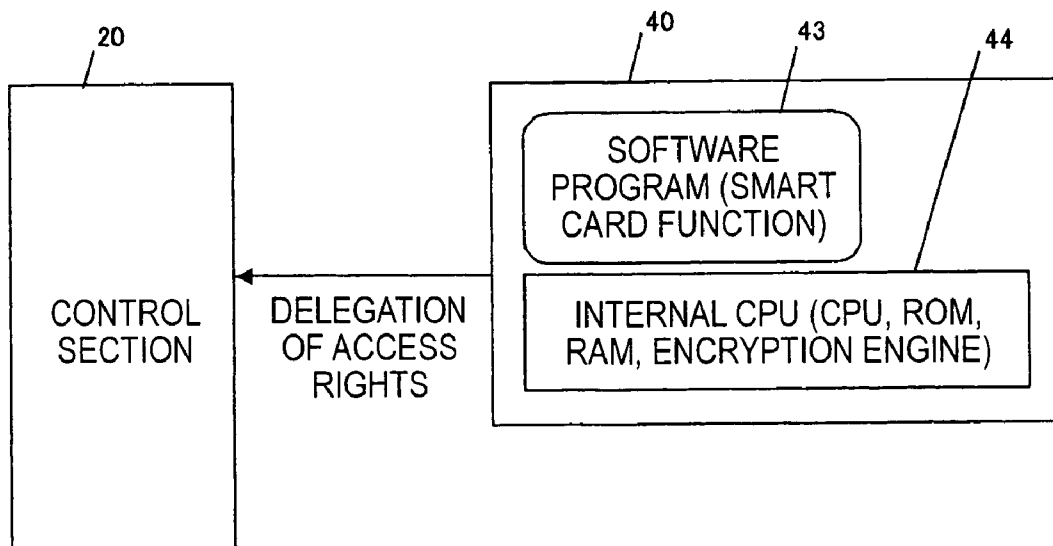 20
40
43
44
SOFTWARE
PROGRAM (SMART
CARD FUNCTION)
CONTROL
SECTION
DELEGATION
OF ACCESS
RIGHTS
INTERNAL CPU (CPU, ROM,
RAM, ENCRYPTION ENGINE)